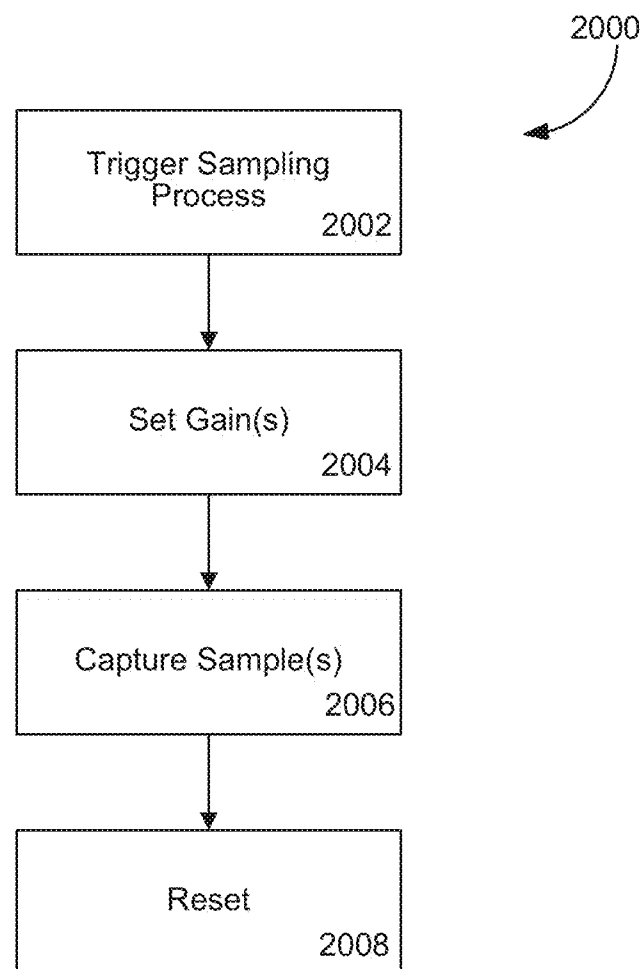 2000
Trigger Sampling
Process
2002
Set Gain(s)
2004
Capture Sample(s)
2006
Reset
2008